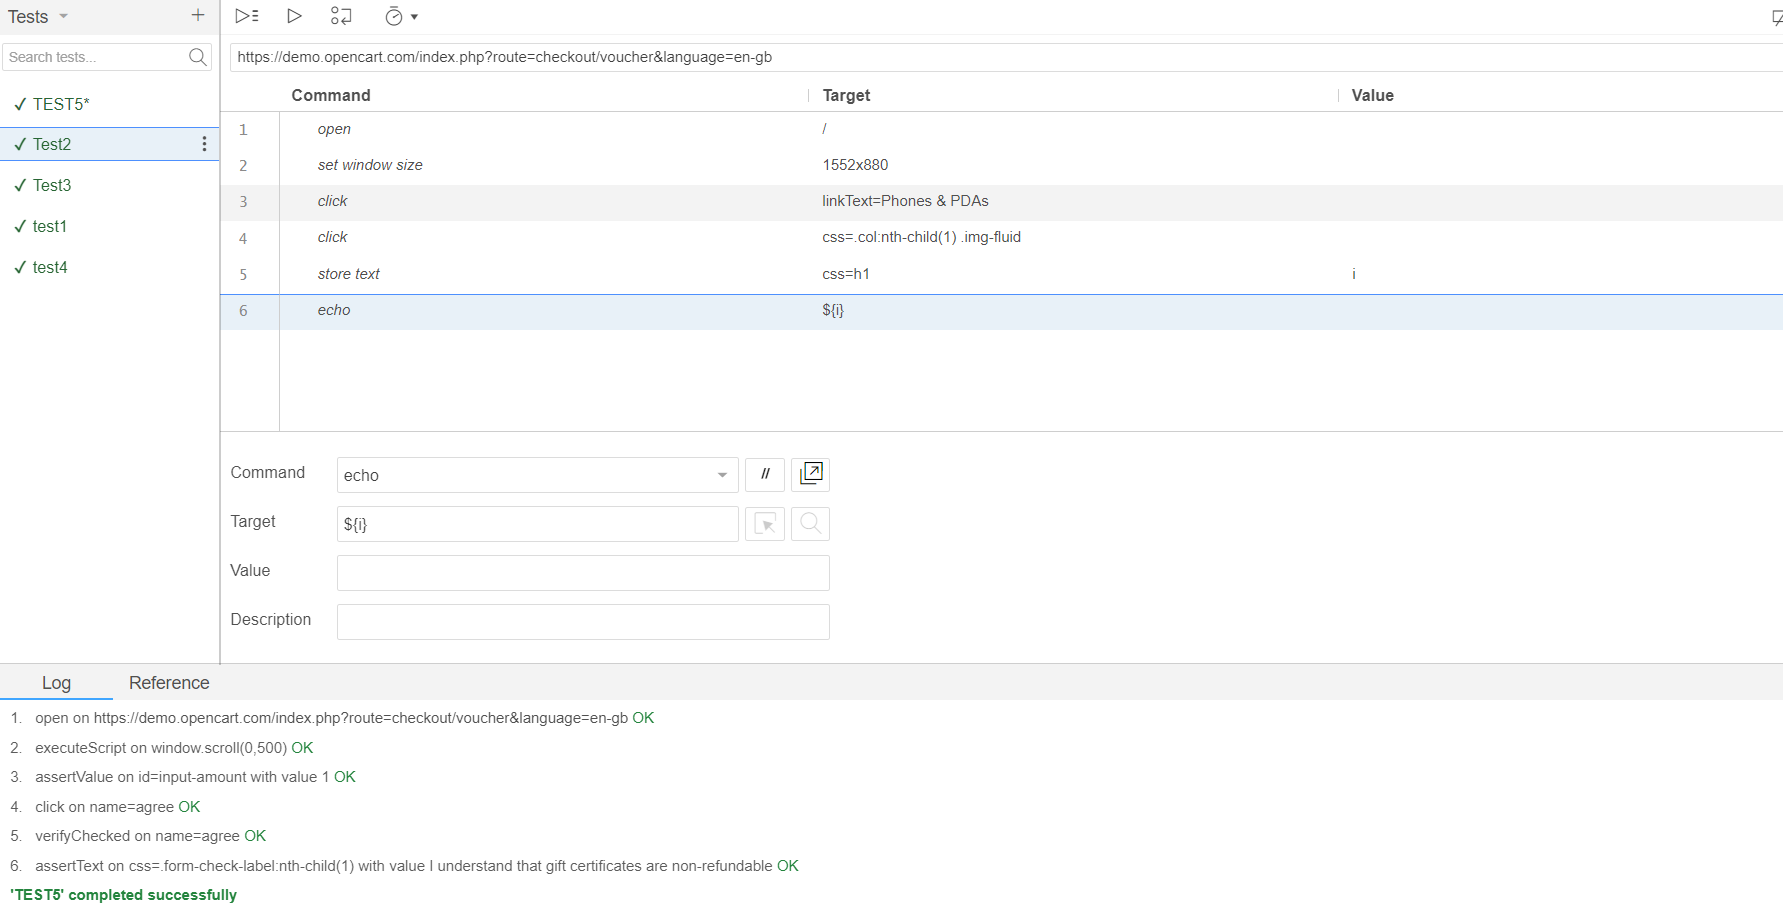 Tests
Search tests...
✓ TEST5*
✓ Test2
✓ Test3
✓ test1
✓ test4
https://demo.opencart.com/index.php?route=checkout/voucher&language=en-gb
Command Target Value
1 open /
2 set window size 1552x880
3 click linkText=Phones & PDAs
4 click css=.col:nth-child(1) .img-fluid
5 store text css=h1 i
6 echo ${i}
Command echo //
Target ${i}
Value
Description
Log Reference
1. open on https://demo.opencart.com/index.php?route=checkout/voucher&language=en-gb OK
2. executeScript on window.scroll(0,500) OK
3. assertValue on id=input-amount with value 1 OK
4. click on name=agree OK
5. verifyChecked on name=agree OK
6. assertText on css=.form-check-label:nth-child(1) with value I understand that gift certificates are non-refundable OK
'TEST5' completed successfully